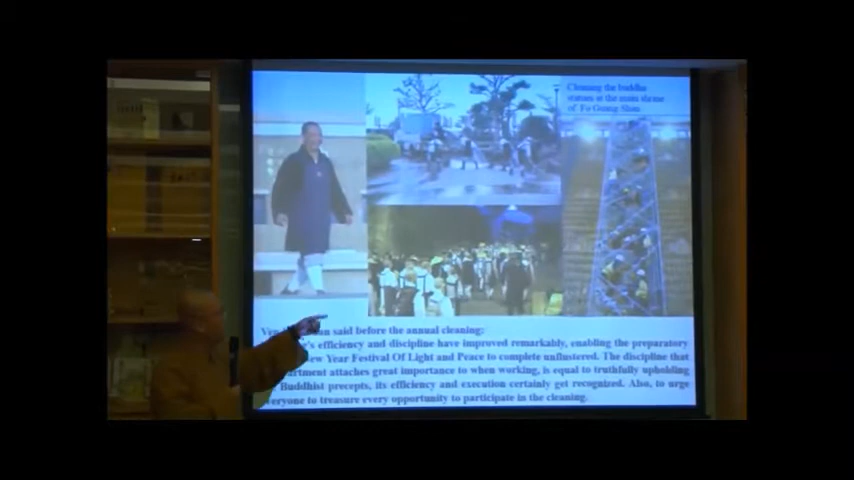 Cleaning the buddha
statues at the main shrine
of Fo Guang Shan
said before the annual cleaning:
efficiency and discipline have improved remarkably, enabling the preparatory
New Year Festival Of Light and Peace to complete unflustered. The discipline that
attaches great importance to when working, is equal to truthfully upholding
Buddhist precepts, its efficiency and execution certainly get recognized. Also, to urge
everyone to treasure every opportunity to participate in the cleaning.